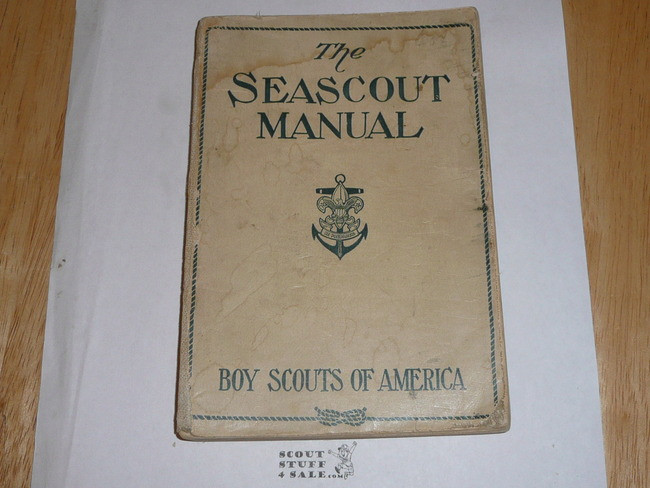 The
SEASCOUT
MANUAL
BOY SCOUTS OF AMERICA
SCOUT
STUFF
4 SALE.com